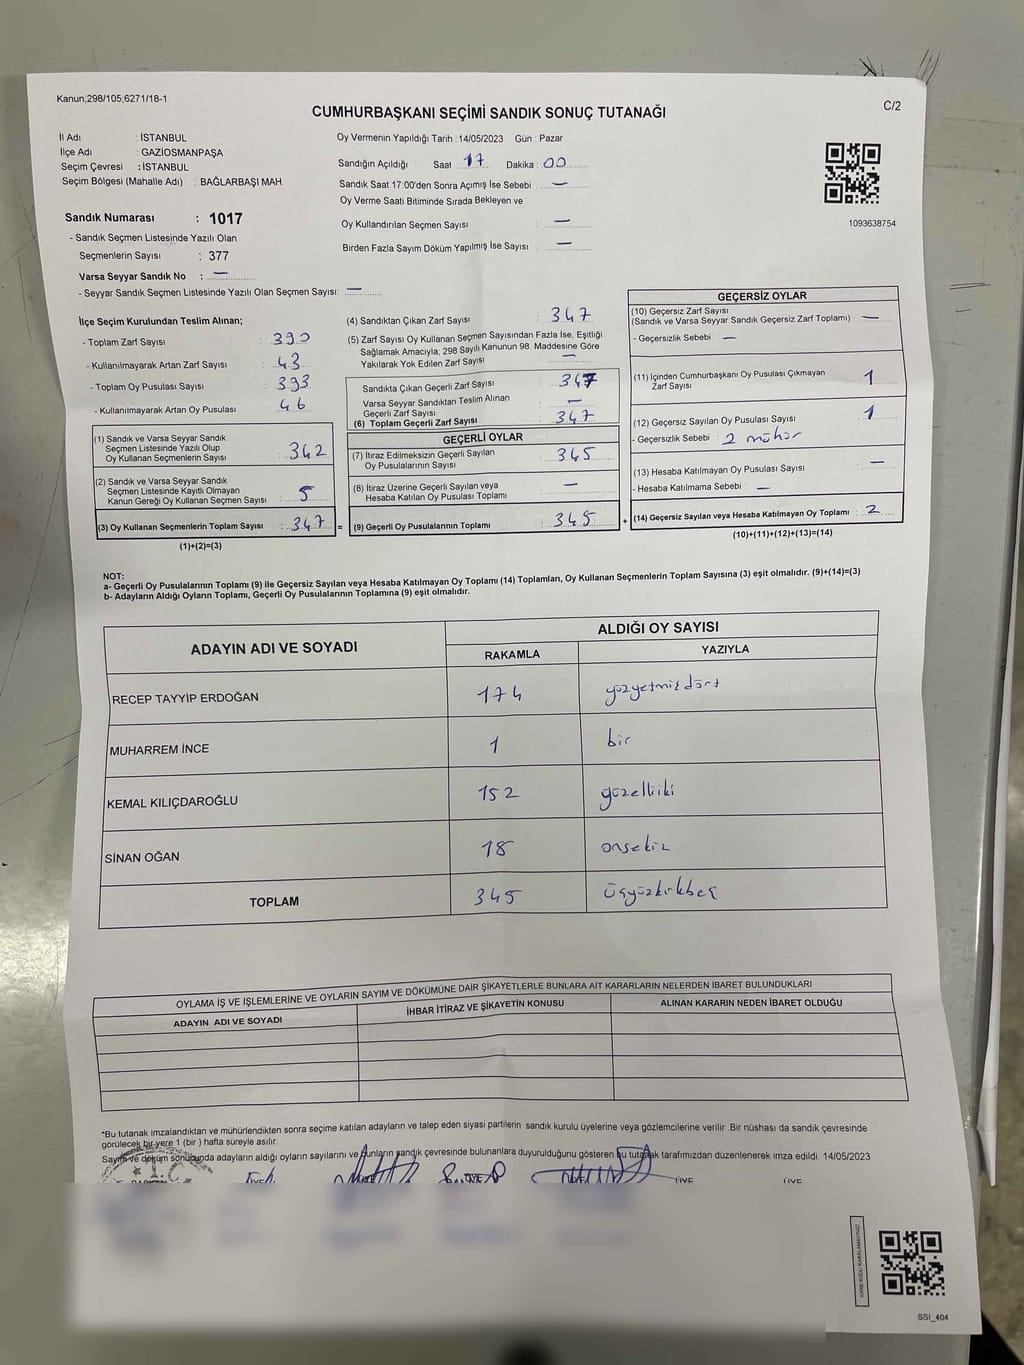 Kanun;298/105;6271/18-1
C/2
CUMHURBAŞKANI SEÇİMİ SANDIK SONUÇ TUTANAĞI
İl Adı : İSTANBUL
İlçe Adı : GAZİOSMANPAŞA
Seçim Çevresi : İSTANBUL
Seçim Bölgesi (Mahalle Adı) : BAĞLARBAŞI MAH.
Sandık Numarası : 1017
- Sandık Seçmen Listesinde Yazılı Olan
Seçmenlerin Sayısı : 377
Varsa Seyyar Sandık No : —
- Seyyar Sandık Seçmen Listesinde Yazılı Olan Seçmen Sayısı: —
Oy Vermenin Yapıldığı Tarih : 14/05/2023 Gün : Pazar
Sandığın Açıldığı Saat : 17 Dakika : 00
Sandık Saat 17:00'den Sonra Açımış İse Sebebi : —
Oy Verme Saati Bitiminde Sırada Bekleyen ve
Oy Kullandırılan Seçmen Sayısı : —
Birden Fazla Sayım Döküm Yapılmış İse Sayısı : —
1093638754
İlçe Seçim Kurulundan Teslim Alınan;
- Toplam Zarf Sayısı : 390
- Kullanılmayarak Artan Zarf Sayısı : 43
- Toplam Oy Pusulası Sayısı : 393
- Kullanılmayarak Artan Oy Pusulası : 46
(1) Sandık ve Varsa Seyyar Sandık
Seçmen Listesinde Yazılı Olup
Oy Kullanan Seçmenlerin Sayısı : 342
(2) Sandık ve Varsa Seyyar Sandık
Seçmen Listesinde Kayıtlı Olmayan
Kanun Gereği Oy Kullanan Seçmen Sayısı : 5
(3) Oy Kullanan Seçmenlerin Toplam Sayısı : 347 =
(1)+(2)=(3)
(4) Sandıktan Çıkan Zarf Sayısı : 347
(5) Zarf Sayısı Oy Kullanan Seçmen Sayısından Fazla İse, Eşitliği
Sağlamak Amacıyla; 298 Sayılı Kanunun 98. Maddesine Göre
Yakılarak Yok Edilen Zarf Sayısı : —
Sandıkta Çıkan Geçerli Zarf Sayısı : 347
Varsa Seyyar Sandıktan Teslim Alınan
Geçerli Zarf Sayısı : —
(6) Toplam Geçerli Zarf Sayısı : 347
GEÇERLİ OYLAR
(7) İtiraz Edilmeksizin Geçerli Sayılan
Oy Pusulalarının Sayısı : 345
(8) İtiraz Üzerine Geçerli Sayılan veya
Hesaba Katılan Oy Pusulası Toplamı : —
(9) Geçerli Oy Pusulalarının Toplamı : 345 +
GEÇERSİZ OYLAR
(10) Geçersiz Zarf Sayısı
(Sandık ve Varsa Seyyar Sandık Geçersiz Zarf Toplamı) : —
- Geçersizlik Sebebi : —
(11) İçinden Cumhurbaşkanı Oy Pusulası Çıkmayan
Zarf Sayısı : 1
(12) Geçersiz Sayılan Oy Pusulası Sayısı : 1
- Geçersizlik Sebebi : 2 mühür
(13) Hesaba Katılmayan Oy Pusulası Sayısı : —
- Hesaba Katılmama Sebebi : —
(14) Geçersiz Sayılan veya Hesaba Katılmayan Oy Toplamı : 2
(10)+(11)+(12)+(13)=(14)
NOT:
a- Geçerli Oy Pusulalarının Toplamı (9) ile Geçersiz Sayılan veya Hesaba Katılmayan Oy Toplamı (14) Toplamları, Oy Kullanan Seçmenlerin Toplam Sayısına (3) eşit olmalıdır. (9)+(14)=(3)
b- Adayların Aldığı Oyların Toplamı, Geçerli Oy Pusulalarının Toplamına (9) eşit olmalıdır.
ADAYIN ADI VE SOYADI
ALDIĞI OY SAYISI
RAKAMLA YAZIYLA
RECEP TAYYİP ERDOĞAN 174 yüzyetmişdört
MUHARREM İNCE 1 bir
KEMAL KILIÇDAROĞLU 152 yüzelliiki
SİNAN OĞAN 18 onsekiz
TOPLAM 345 üçyüzkırkbeş
OYLAMA İŞ VE İŞLEMLERİNE VE OYLARIN SAYIM VE DÖKÜMÜNE DAİR ŞİKAYETLERLE BUNLARA AİT KARARLARIN NELERDEN İBARET BULUNDUKLARI
ADAYIN ADI VE SOYADI İHBAR İTİRAZ VE ŞİKAYETİN KONUSU ALINAN KARARIN NEDEN İBARET OLDUĞU
*Bu tutanak imzalandıktan ve mühürlendikten sonra seçime katılan adayların ve talep eden siyasi partilerin sandık kurulu üyelerine veya gözlemcilerine verilir .Bir nüshası da sandık çevresinde
görülecek bir yere 1 (bir ) hafta süreyle asılır.
Sayım ve döküm sonucunda adayların aldığı oyların sayılarını ve bunların sandık çevresinde bulunanlara duyurulduğunu gösteren bu tutanak tarafımızdan düzenlenerek imza edildi. 14/05/2023
T.C.
ÜYE ÜYE ÜYE
SSI_404